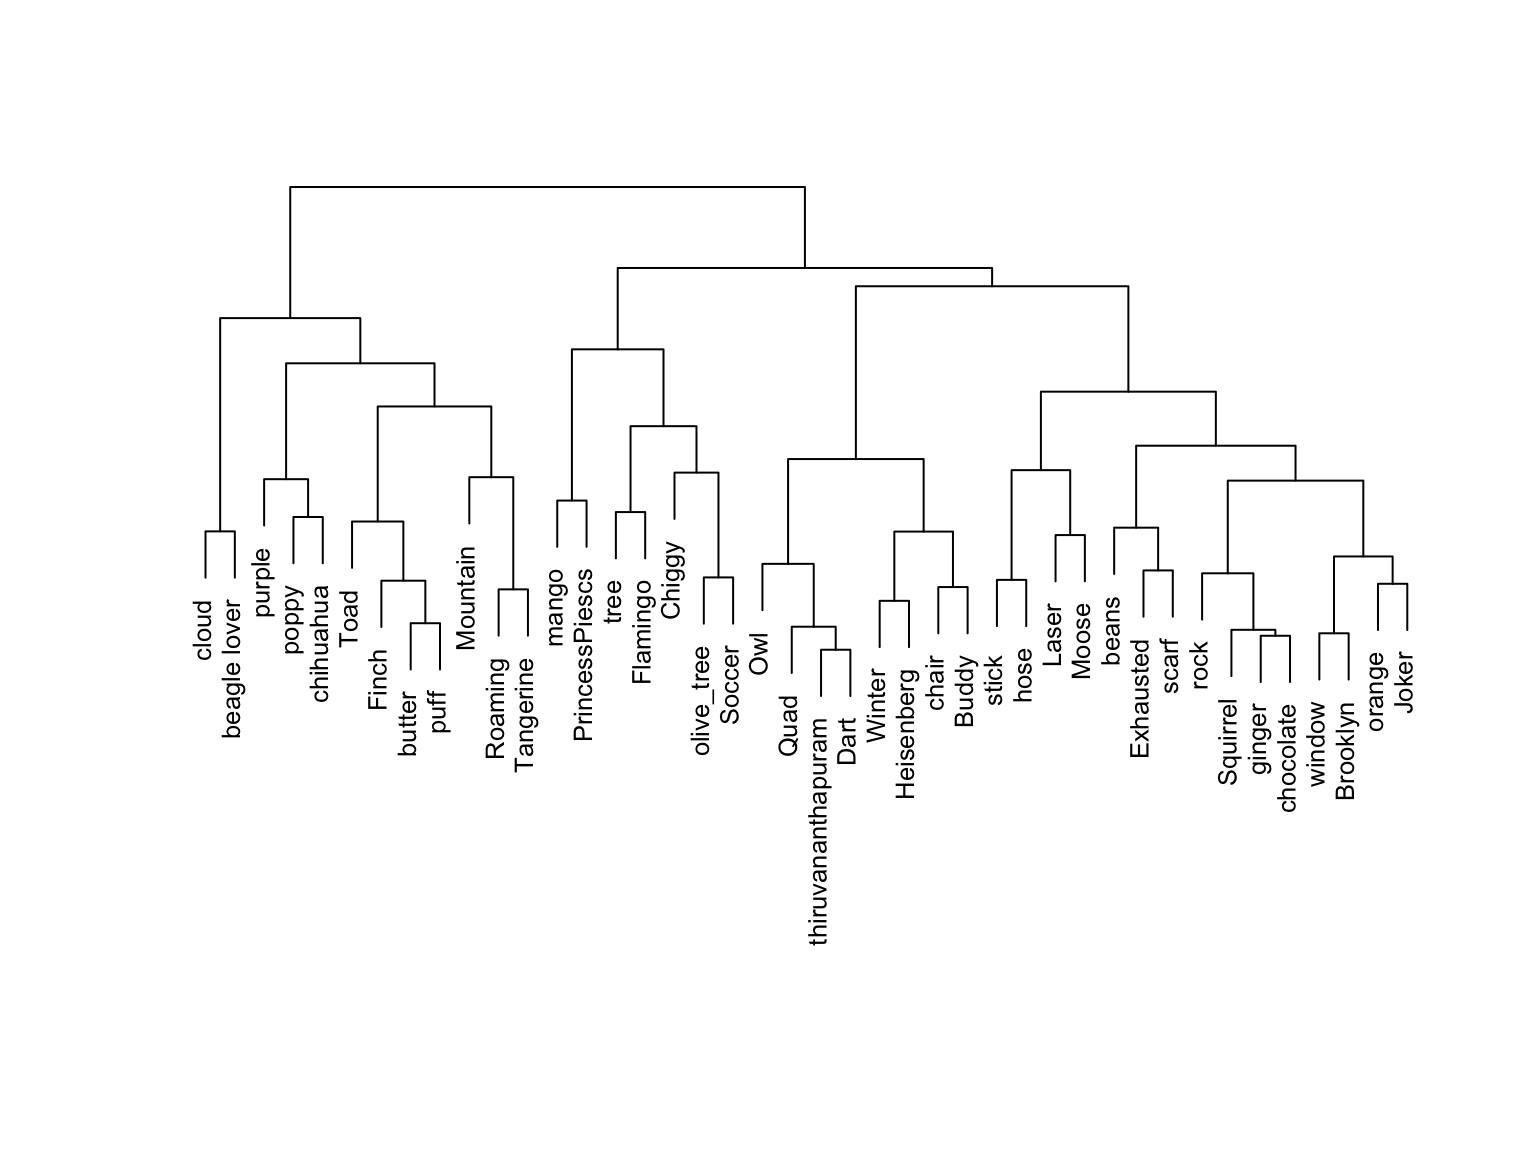 cloud
beagle lover
purple
poppy
chihuahua
Toad
Finch
butter
puff
Mountain
Roaming
Tangerine
mango
PrincessPiescs
tree
Flamingo
Chiggy
olive_tree
Soccer
Owl
Quad
thiruvananthapuram
Dart
Winter
Heisenberg
chair
Buddy
stick
hose
Laser
Moose
beans
Exhausted
scarf
rock
Squirrel
ginger
chocolate
window
Brooklyn
orange
Joker